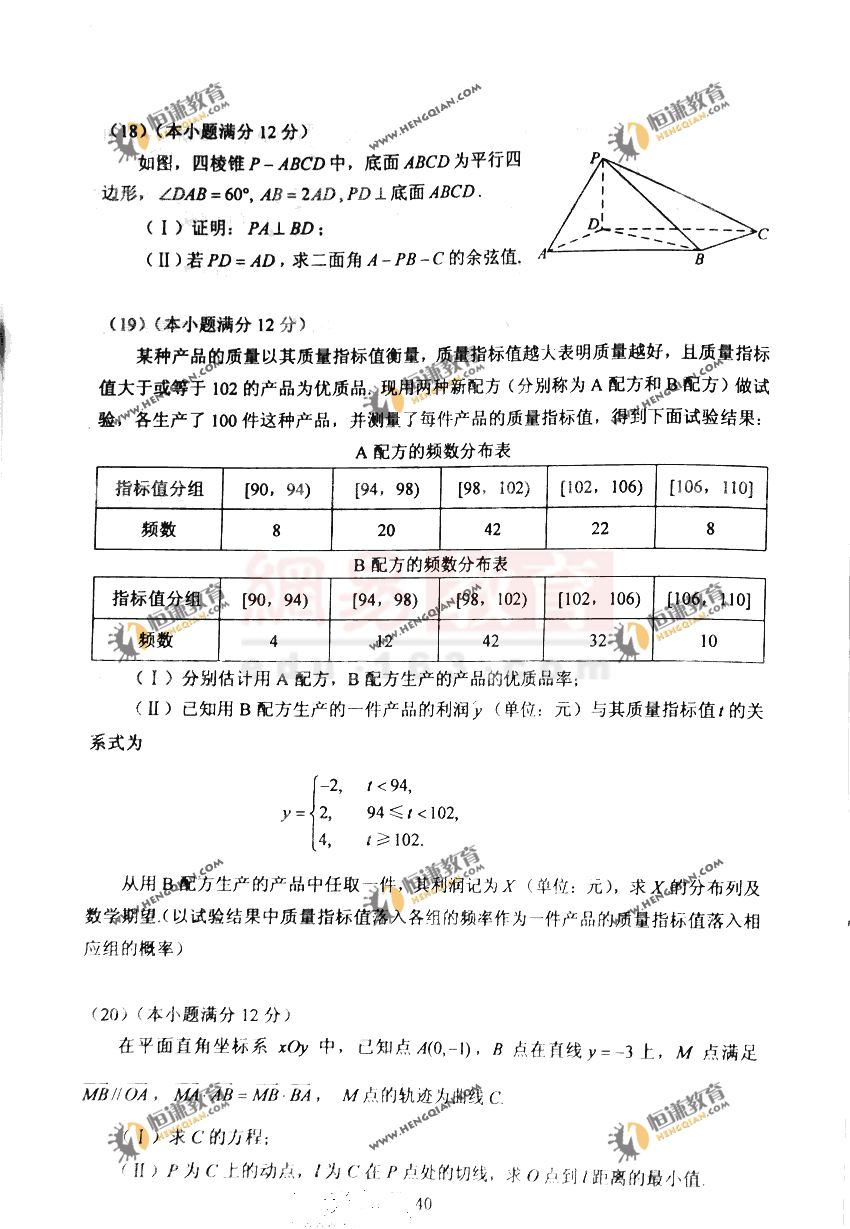 (18)(本小题满分 12 分)
如图，四棱锥 P－ABCD 中，底面 ABCD 为平行四
边形，∠DAB = 60°, AB = 2AD , PD ⊥ 底面 ABCD .
(Ⅰ) 证明：PA ⊥ BD ;
(Ⅱ) 若 PD = AD , 求二面角 A－PB－C 的余弦值.
P
D
C
A
B
(19)(本小题满分 12 分)
某种产品的质量以其质量指标值衡量，质量指标值越大表明质量越好，且质量指标
值大于或等于 102 的产品为优质品. 现用两种新配方（分别称为 A 配方和 B 配方）做试
验，各生产了 100 件这种产品，并测量了每件产品的质量指标值，得到下面试验结果：
A 配方的频数分布表
指标值分组 [90，94) [94，98) [98，102) [102，106) [106，110]
频数 8 20 42 22 8
B 配方的频数分布表
指标值分组 [90，94) [94，98) [98，102) [102，106) [106，110]
频数 4 12 42 32 10
(Ⅰ) 分别估计用 A 配方，B 配方生产的产品的优质品率；
(Ⅱ) 已知用 B 配方生产的一件产品的利润 y（单位：元）与其质量指标值 t 的关
系式为
-2, t < 94,
y = { 2, 94 ≤ t < 102,
4, t ≥ 102.
从用 B 配方生产的产品中任取一件，其利润记为 X（单位：元），求 X 的分布列及
数学期望.(以试验结果中质量指标值落入各组的频率作为一件产品的质量指标值落入相
应组的概率)
(20)(本小题满分 12 分)
在平面直角坐标系 xOy 中，已知点 A(0,-1) , B 点在直线 y = -3 上，M 点满足
MB // OA , MA · AB = MB · BA , M 点的轨迹为曲线 C.
(Ⅰ) 求 C 的方程;
(Ⅱ) P 为 C 上的动点，l 为 C 在 P 点处的切线，求 O 点到 l 距离的最小值.
40
恒谦教育
HENGQIAN.COM
www.HENGQIAN.COM
網易教育
edu.163.com